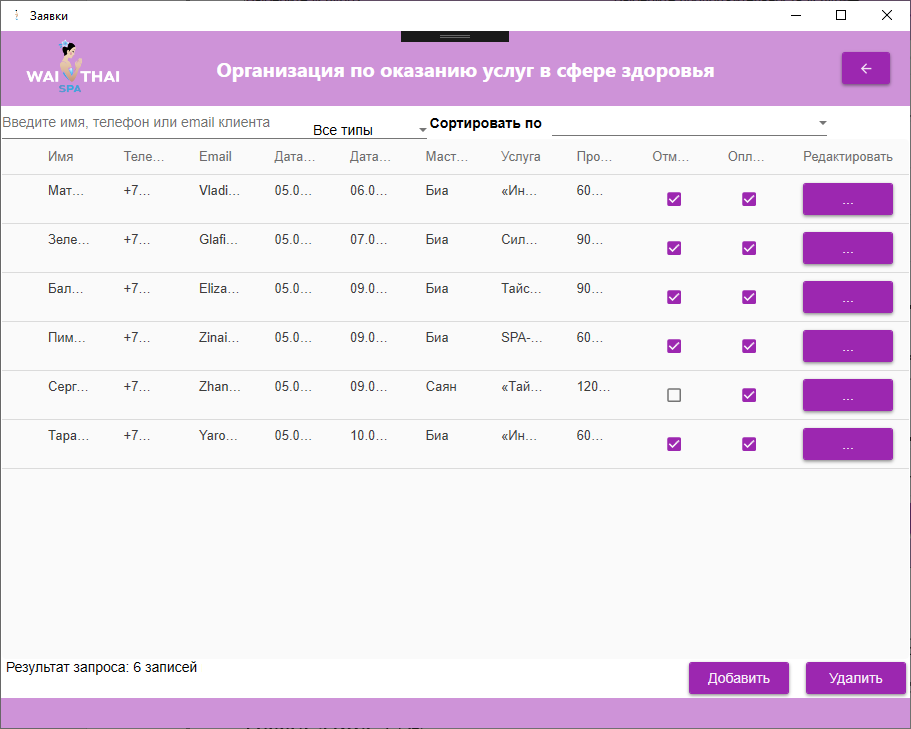 Заявки
WAI THAI
SPA
Организация по оказанию услуг в сфере здоровья
Введите имя, телефон или email клиента
Все типы
Сортировать по
Имя Теле... Email Дата... Дата... Маст... Услуга Про... Отм... Опл... Редактировать
Мат... +7... Vladi... 05.0... 06.0... Биа «Ин... 60... ...
Зеле... +7... Glafi... 05.0... 07.0... Биа Сил... 90... ...
Бал... +7... Eliza... 05.0... 09.0... Биа Тайс... 90... ...
Пим... +7... Zinai... 05.0... 09.0... Биа SPA-... 60... ...
Серг... +7... Zhan... 05.0... 09.0... Саян «Тай... 120... ...
Тара... +7... Yaro... 05.0... 10.0... Биа «Ин... 60... ...
Результат запроса: 6 записей
Добавить
Удалить